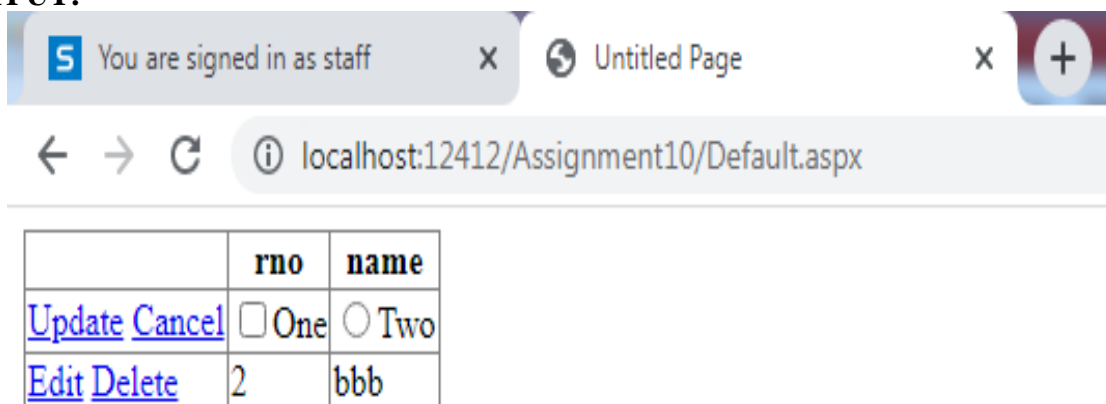 You are signed in as staff Untitled Page
localhost:12412/Assignment10/Default.aspx
rno name
Update Cancel One Two
Edit Delete 2 bbb